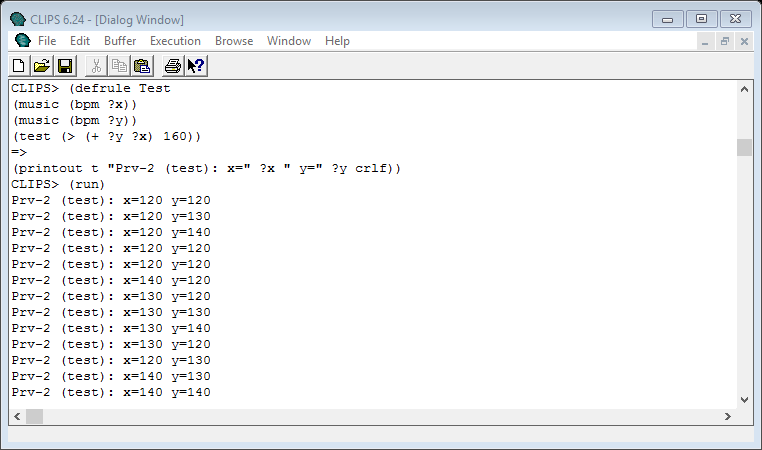 CLIPS 6.24 - [Dialog Window]
File Edit Buffer Execution Browse Window Help
CLIPS> (defrule Test
(music (bpm ?x))
(music (bpm ?y))
(test (> (+ ?y ?x) 160))
=>
(printout t "Prv-2 (test): x=" ?x " y=" ?y crlf))
CLIPS> (run)
Prv-2 (test): x=120 y=120
Prv-2 (test): x=120 y=130
Prv-2 (test): x=120 y=140
Prv-2 (test): x=120 y=120
Prv-2 (test): x=120 y=120
Prv-2 (test): x=140 y=120
Prv-2 (test): x=130 y=120
Prv-2 (test): x=130 y=130
Prv-2 (test): x=130 y=140
Prv-2 (test): x=130 y=120
Prv-2 (test): x=120 y=130
Prv-2 (test): x=140 y=130
Prv-2 (test): x=140 y=140